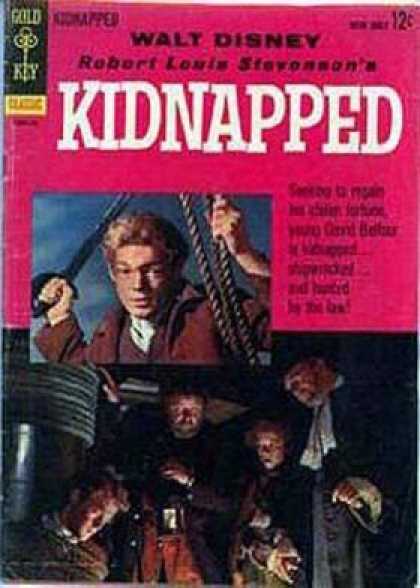 GOLD
KEY
KIDNAPPED
12¢
CLASSIC
WALT DISNEY
Robert Louis Stevenson's
KIDNAPPED
Seeking to regain
his stolen fortune,
young David Balfour
is kidnapped...
shipwrecked...
and hunted
by the law!